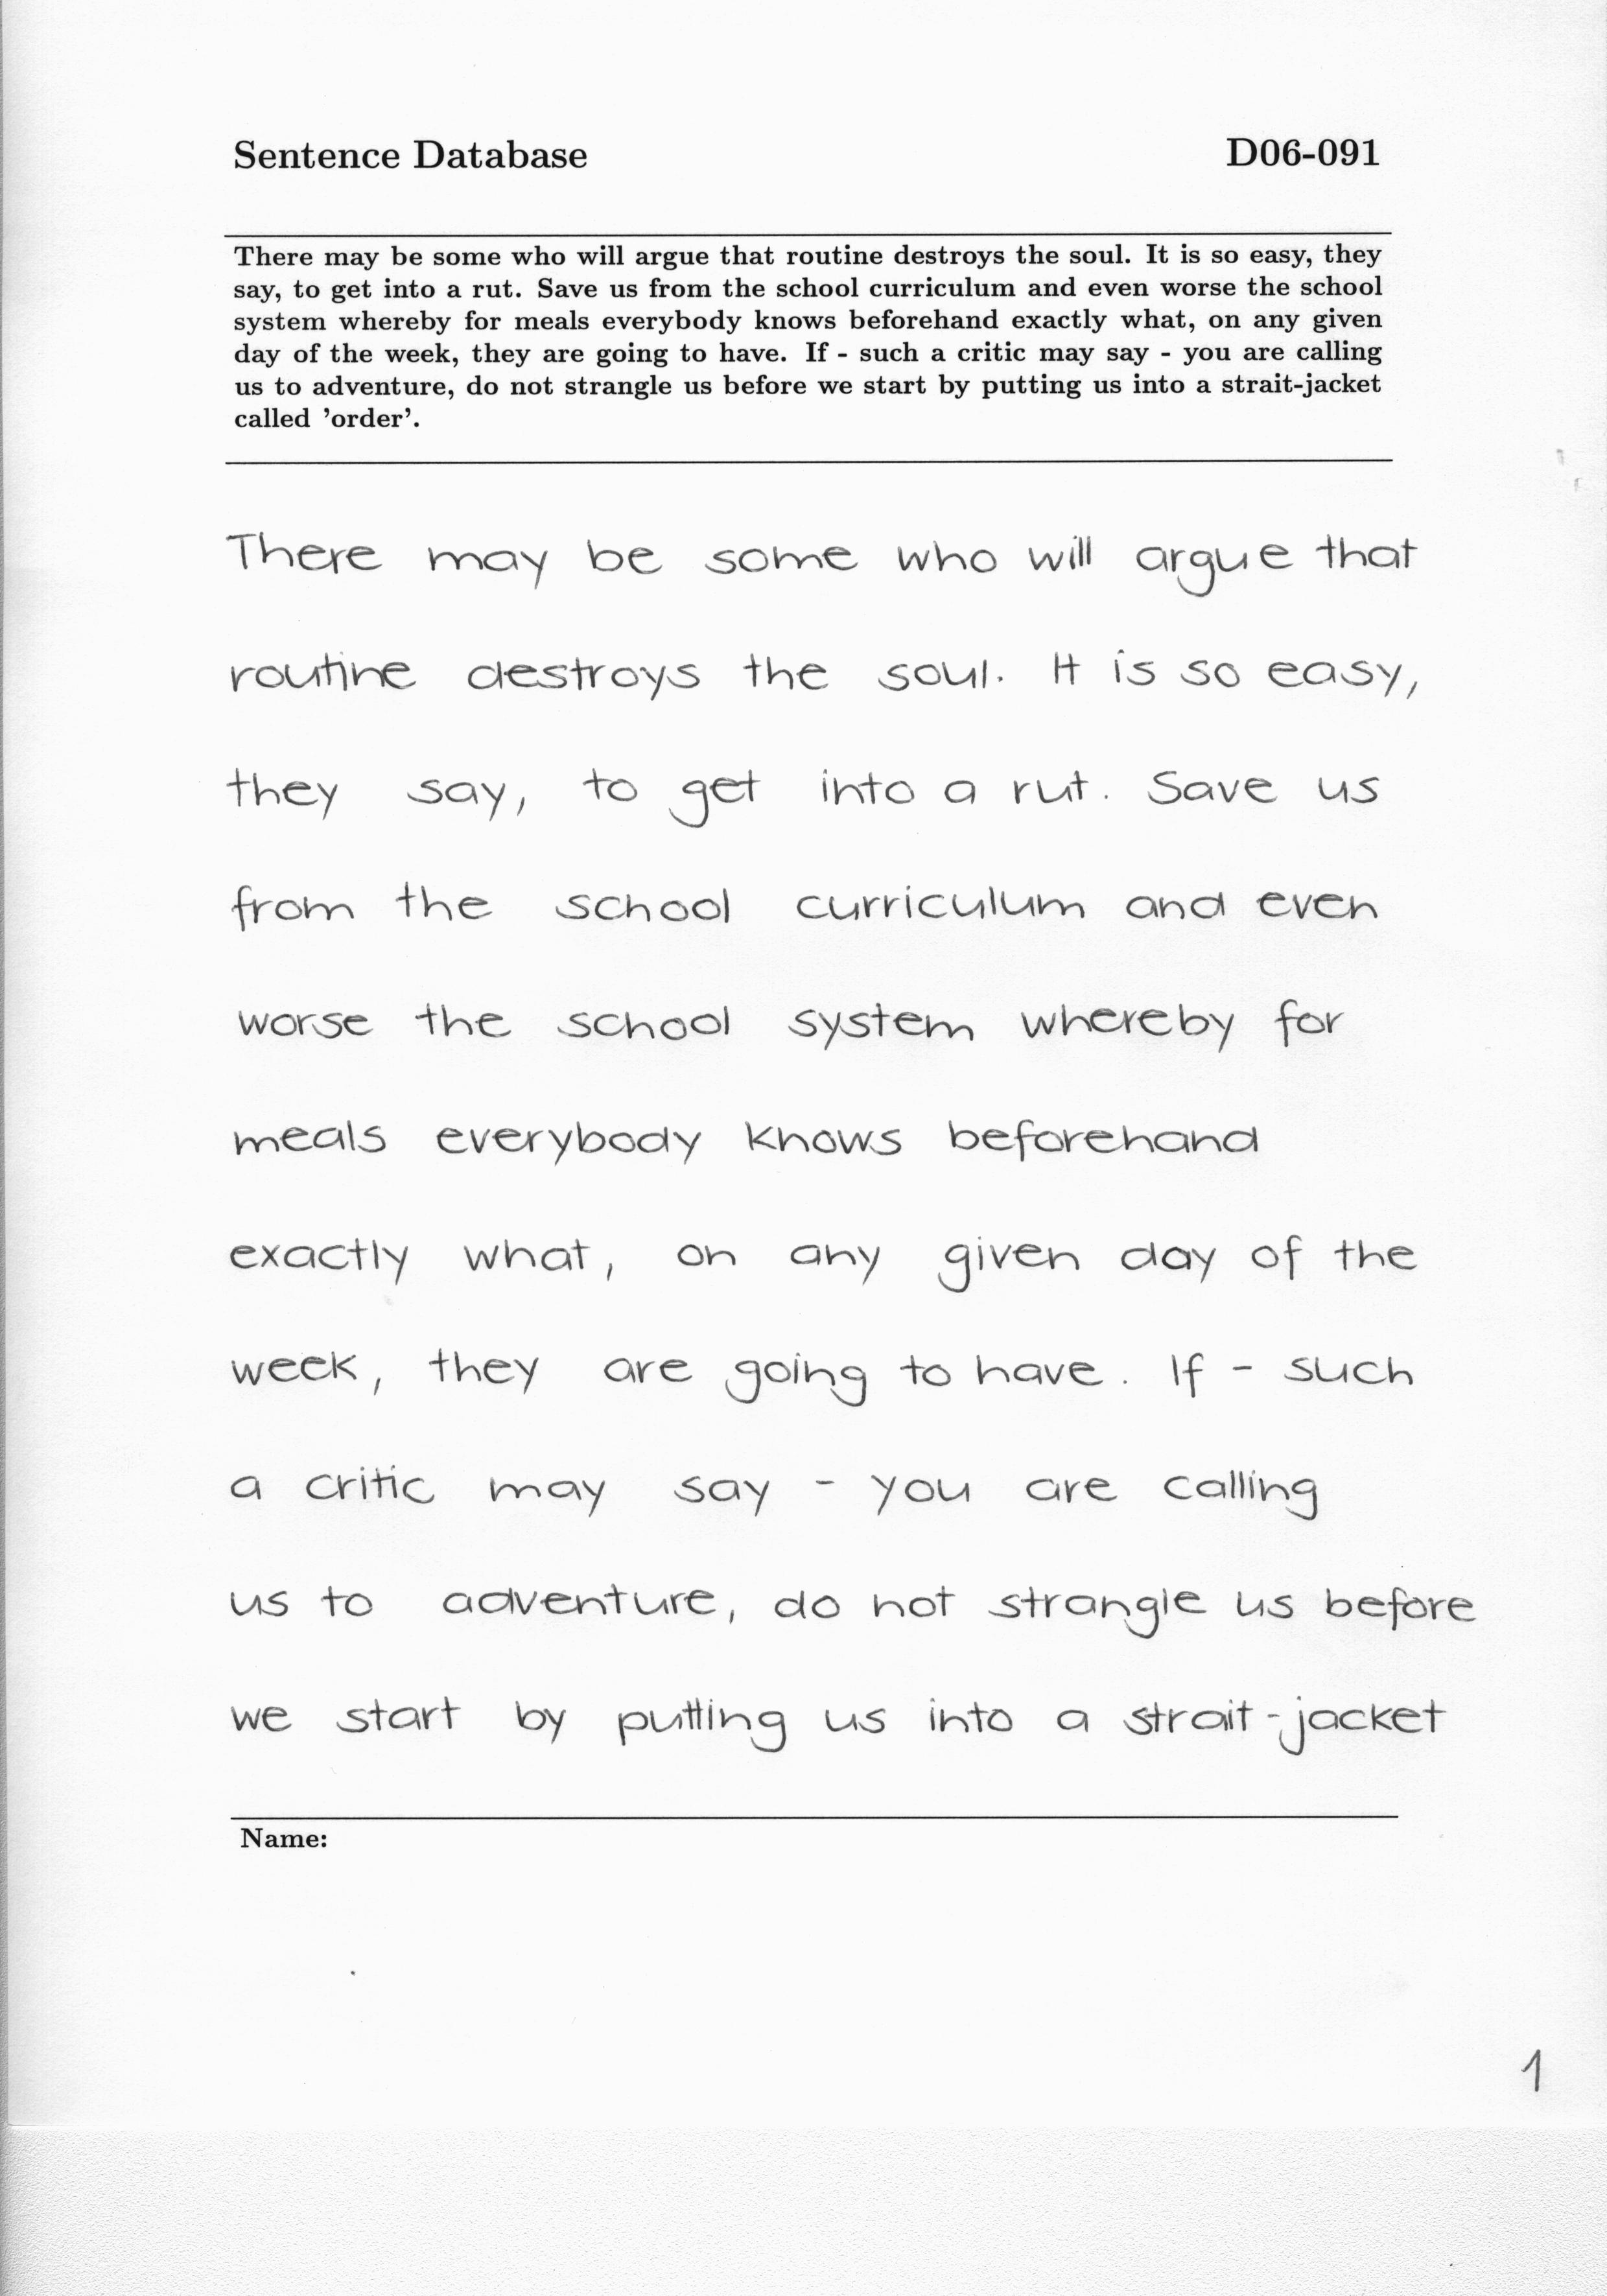 Sentence Database D06-091
There may be some who will argue that routine destroys the soul. It is so easy, they
say, to get into a rut. Save us from the school curriculum and even worse the school
system whereby for meals everybody knows beforehand exactly what, on any given
day of the week, they are going to have. If - such a critic may say - you are calling
us to adventure, do not strangle us before we start by putting us into a strait-jacket
called 'order'.
There may be some who will argue that
routine destroys the soul. It is so easy,
they say, to get into a rut. Save us
from the school curriculum and even
worse the school system whereby for
meals everybody knows beforehand
exactly what, on any given day of the
week, they are going to have. If - such
a critic may say - you are calling
us to adventure, do not strangle us before
we start by putting us into a strait-jacket
Name:
1